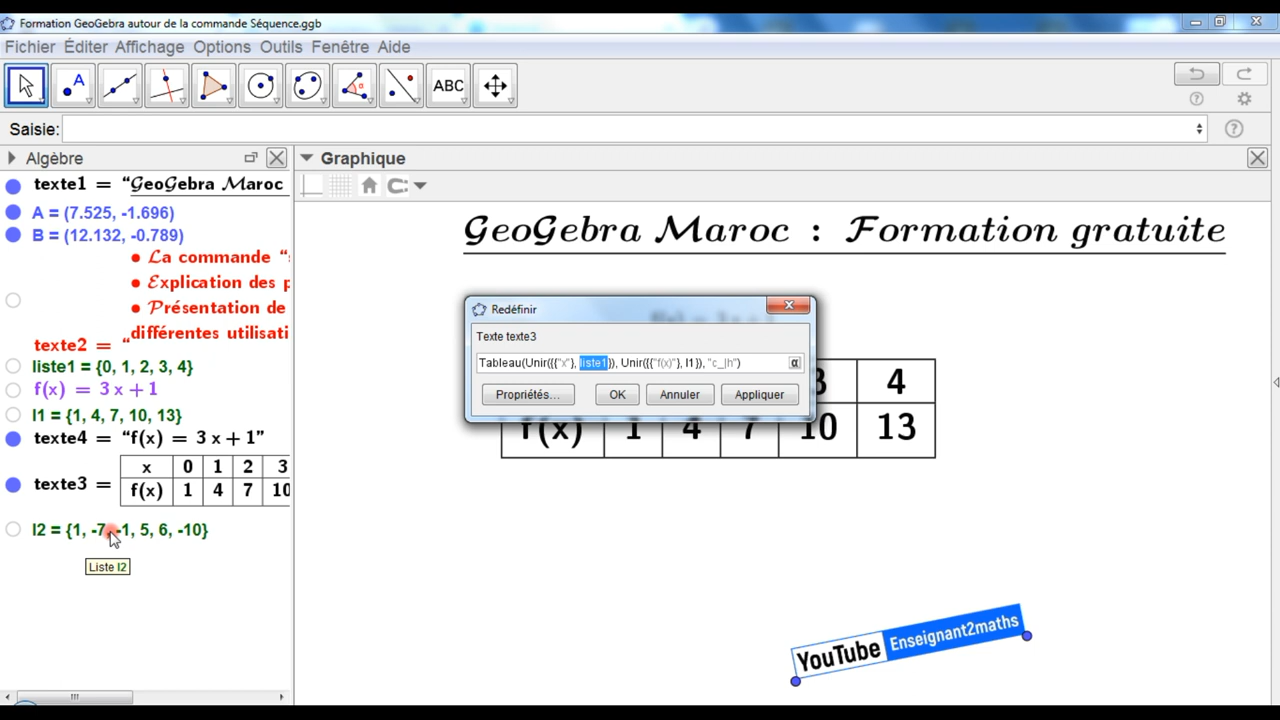 Formation GeoGebra autour de la commande Séquence.ggb
Fichier Éditer Affichage Options Outils Fenêtre Aide
A ABC
Saisie:
Algèbre
Graphique
texte1 = “GeoGebra Maroc
A = (7.525, -1.696)
B = (12.132, -0.789)
• La commande “s
• Explication des p
• Présentation de
différentes utilisati
texte2 = “
liste1 = {0, 1, 2, 3, 4}
f(x) = 3 x + 1
l1 = {1, 4, 7, 10, 13}
texte4 = “f(x) = 3 x + 1”
texte3 =
x 0 1 2 3
f(x) 1 4 7 10
l2 = {1, -7, -1, 5, 6, -10}
Liste l2
GeoGebra Maroc : Formation gratuite
Redéfinir
Texte texte3
Tableau(Unir({{"x"}, liste1}), Unir({{"f(x)"}, l1}), "c_|h") α
Propriétés... OK Annuler Appliquer
3 4
f(x) 1 4 7 10 13
YouTube Enseignant2maths